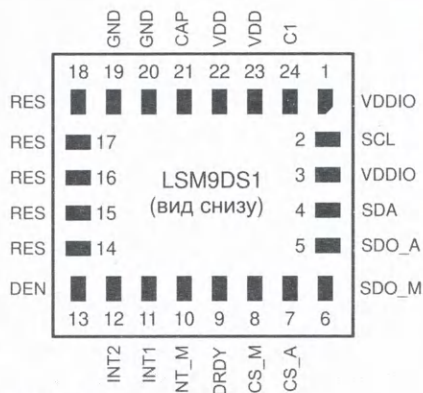 GND GND CAP VDD VDD C1
18 19 20 21 22 23 24 1
RES VDDIO
RES 17 2 SCL
RES 16 LSM9DS1 3 VDDIO
RES 15 (вид снизу) 4 SDA
RES 14 5 SDO_A
DEN SDO_M
13 12 11 10 9 8 7 6
INT2 INT1 NT_M DRDY CS_M CS_A